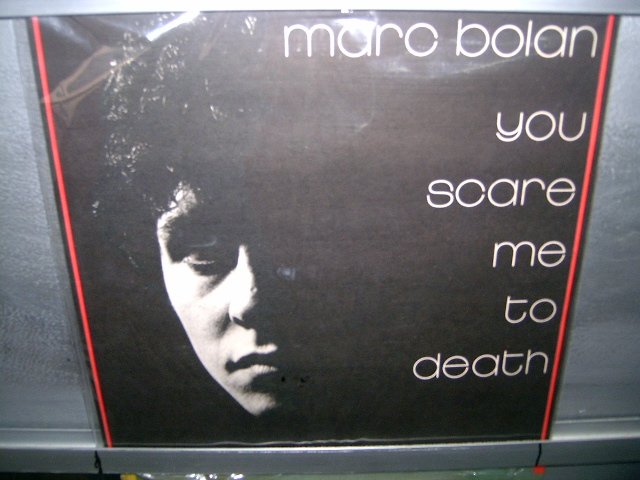 marc bolan
you
scare
me
to
death